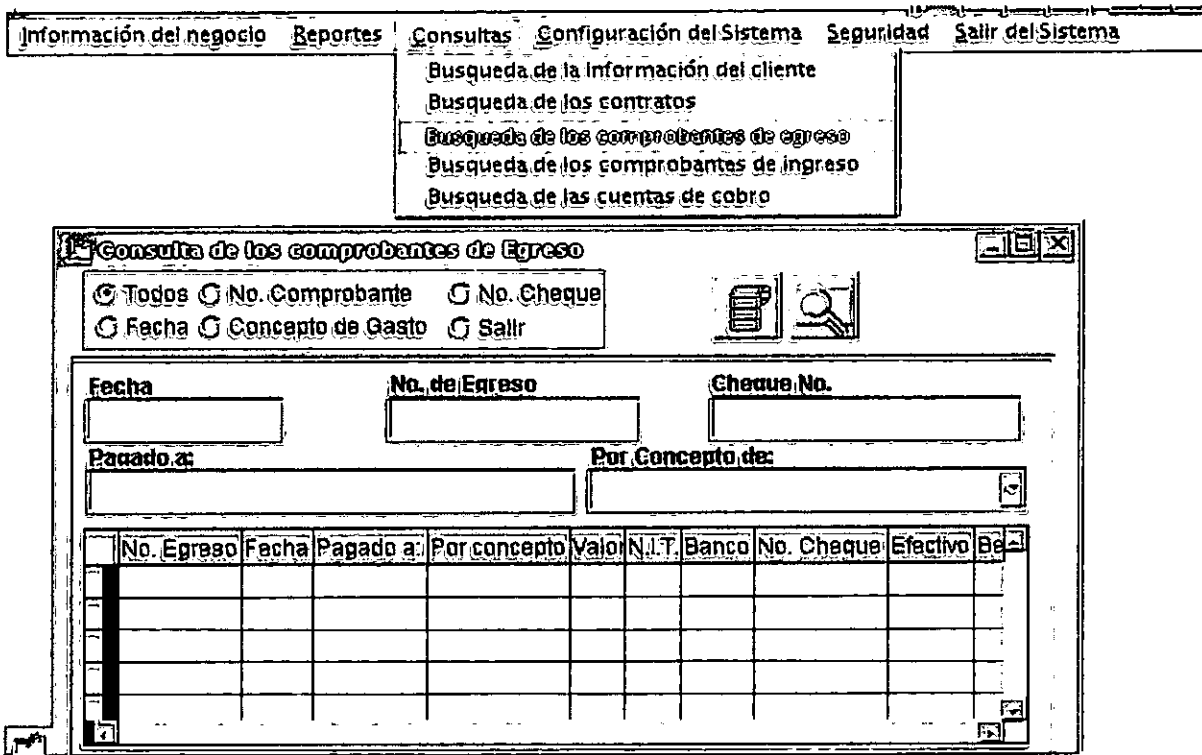 Información del negocio Reportes Consultas Configuración del Sistema Seguridad Salir del Sistema
Busqueda de la información del cliente
Busqueda de los contratos
Busqueda de los comprobantes de egreso
Busqueda de los comprobantes de ingreso
Busqueda de las cuentas de cobro
Consulta de los comprobantes de Egreso
Todos No. Comprobante No. Cheque
Fecha Concepto de Gasto Salir
Fecha No. de Egreso Cheque No.
Pagado a: Por Concepto de:
No. Egreso Fecha Pagado a: Por concepto Valor N.I.T. Banco No. Cheque Efectivo Be